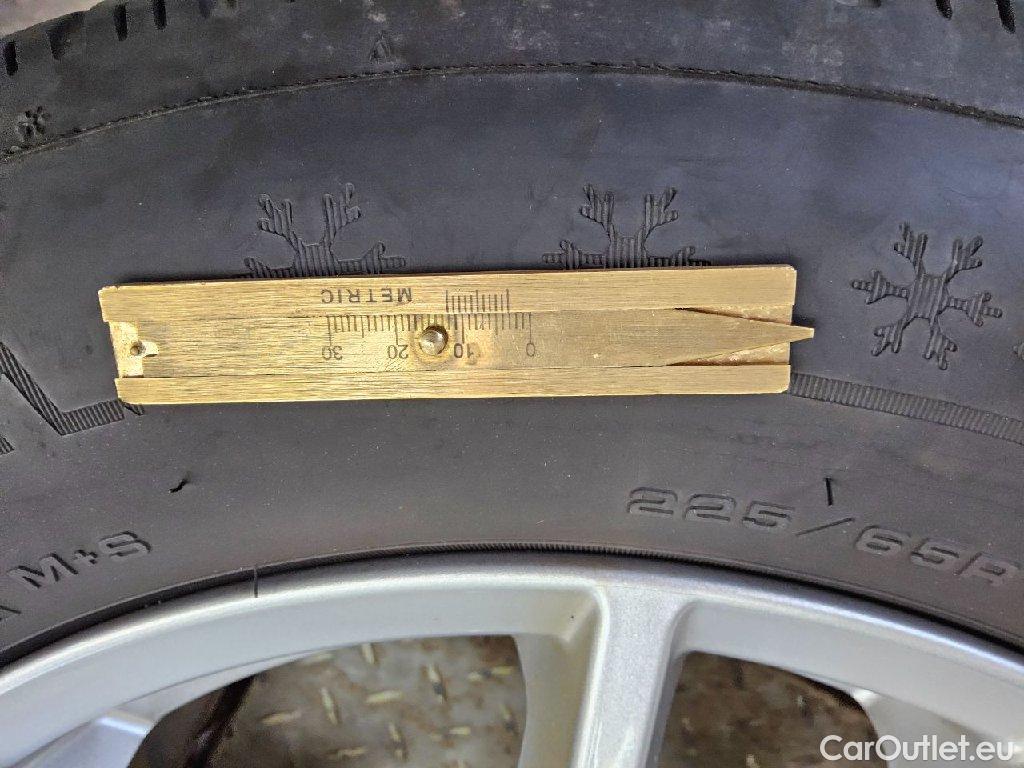 METRIC
30 20 10 0
225/65R
M+S
CarOutlet.eu